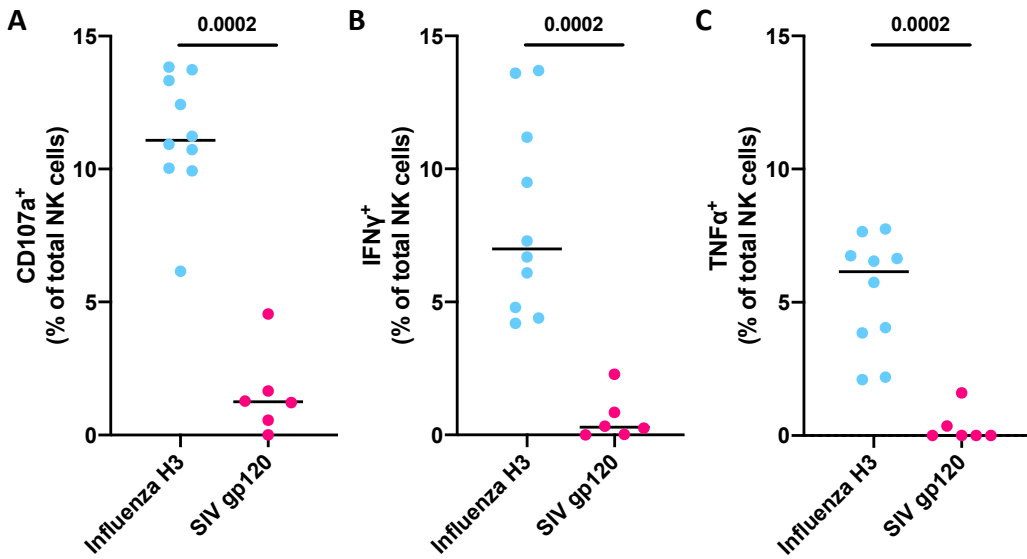 A
0.0002
CD107a⁺
(% of total NK cells)
15
10
5
0
Influenza H3
SIV gp120
B
0.0002
IFNγ⁺
(% of total NK cells)
15
10
5
0
Influenza H3
SIV gp120
C
0.0002
TNFα⁺
(% of total NK cells)
15
10
5
0
Influenza H3
SIV gp120